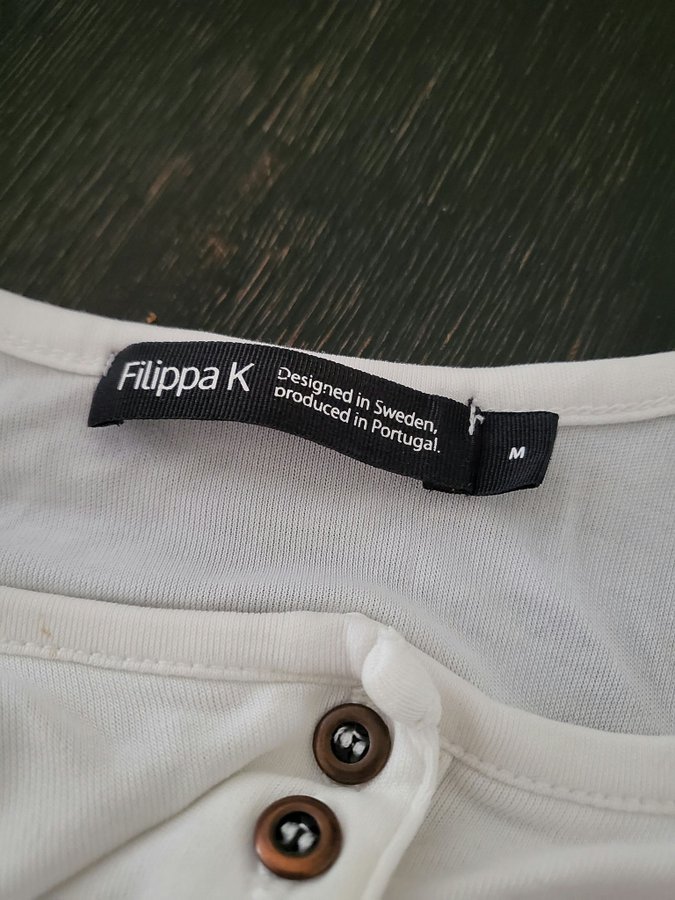 Filippa K
Designed in Sweden,
produced in Portugal.
M